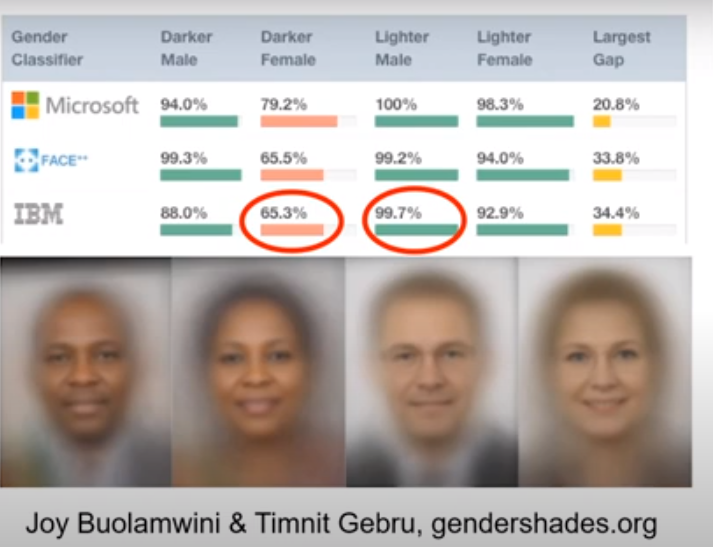 Gender Classifier Darker Male Darker Female Lighter Male Lighter Female Largest Gap
Microsoft 94.0% 79.2% 100% 98.3% 20.8%
FACE++ 99.3% 65.5% 99.2% 94.0% 33.8%
IBM 88.0% 65.3% 99.7% 92.9% 34.4%
Joy Buolamwini & Timnit Gebru, gendershades.org